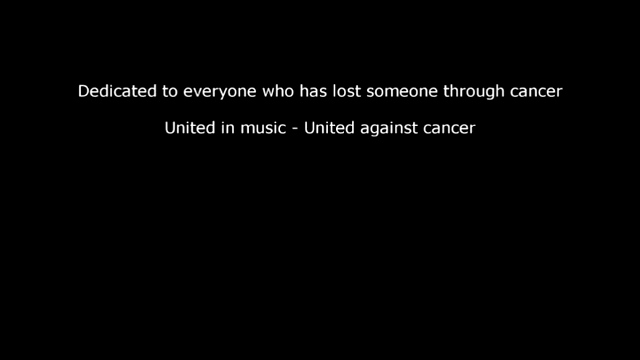 Dedicated to everyone who has lost someone through cancer
United in music - United against cancer